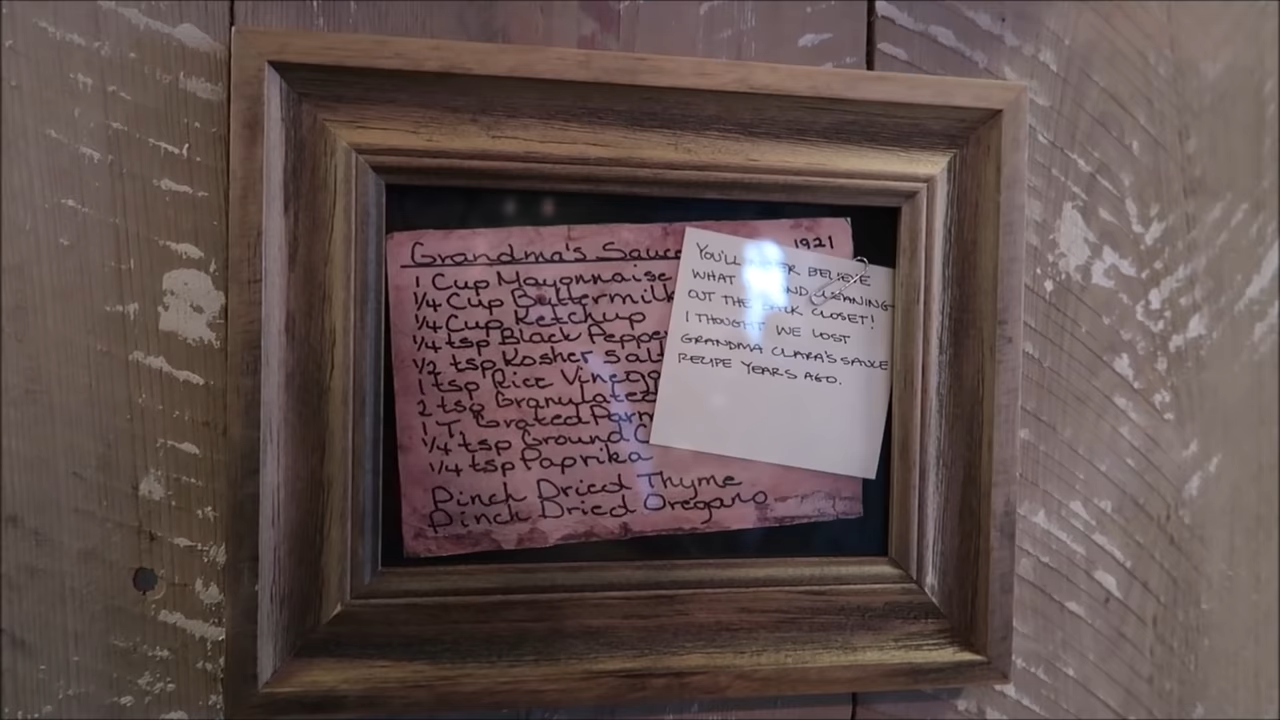 Grandma's Sauce
1921
1 Cup Mayonnaise
1/4 Cup Buttermilk
1/4 Cup Ketchup
1/4 tsp Black Pepper
1/2 tsp Kosher Salt
1 tsp Rice
2 tsp Granulated
1 T. Grated
1/4 tsp Ground
1/4 tsp Paprika
Pinch Dried Thyme
Pinch Dried Oregano
YOU'LL BELIEVE
WHAT CLEANING
OUT THE CLOSET!
I THOUGHT WE LOST
GRANDMA CLARA'S SAUCE
RECIPE YEARS AGO.